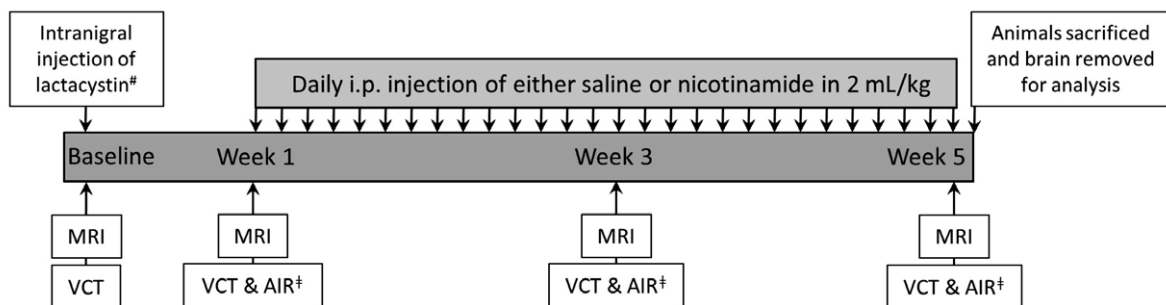 Intranigral
injection of
lactacystin#
Animals sacrificed
and brain removed
for analysis
Daily i.p. injection of either saline or nicotinamide in 2 mL/kg
Baseline
Week 1
Week 3
Week 5
MRI
MRI
MRI
MRI
VCT
VCT & AIR‡
VCT & AIR‡
VCT & AIR‡